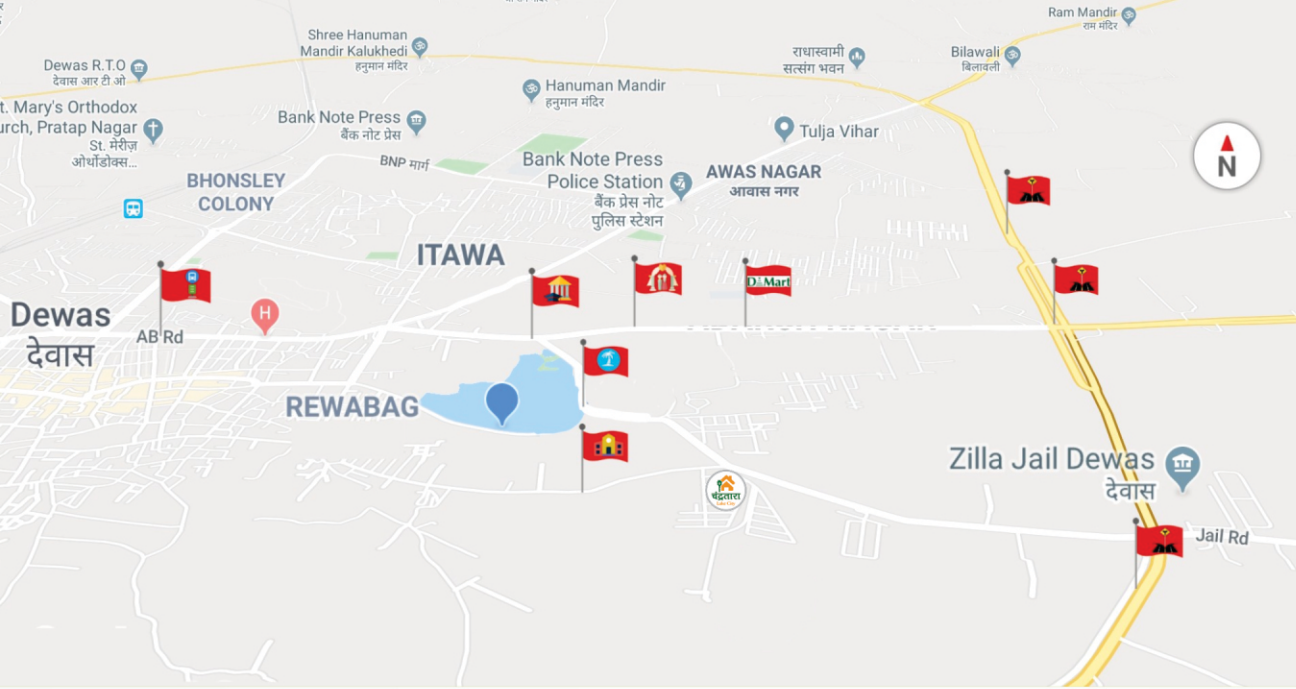 Ram Mandir
राम मंदिर
Shree Hanuman
Mandir Kalukhedi
हनुमान मंदिर
राधास्वामी
सत्संग भवन
Bilawali
बिलावली
Dewas R.T.O
देवास आर टी ओ
Hanuman Mandir
हनुमान मंदिर
t. Mary's Orthodox
urch, Pratap Nagar
St. मेरीज़
ओर्थोडोक्स...
Bank Note Press
बैंक नोट प्रेस
Tulja Vihar
BNP मार्ग
Bank Note Press
Police Station
बैंक प्रेस नोट
पुलिस स्टेशन
AWAS NAGAR
आवास नगर
N
BHONSLEY
COLONY
ITAWA
D Mart
Dewas
देवास
H
AB Rd
REWABAG
Zilla Jail Dewas
देवास
चंद्रतारा
Jail Rd